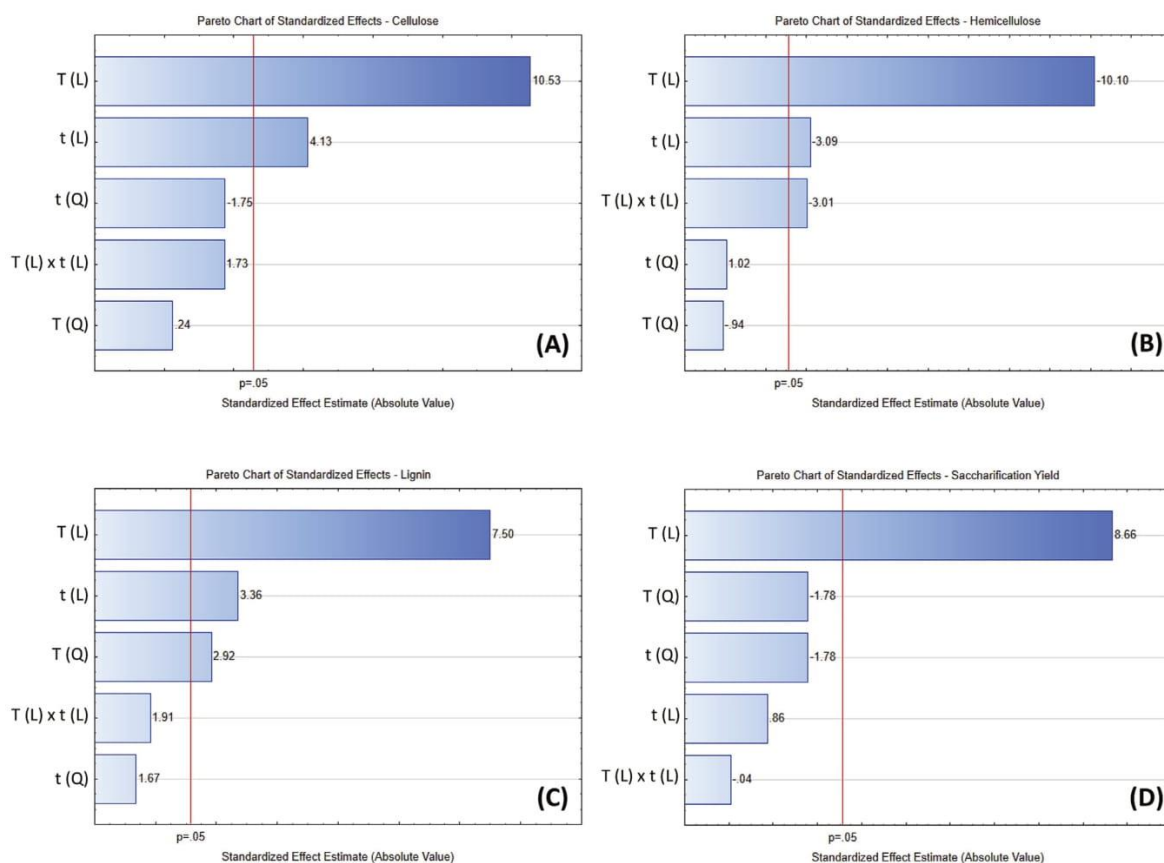 Pareto Chart of Standardized Effects - Cellulose
T (L)
10.53
t (L)
4.13
t (Q)
-1.75
T (L) x t (L)
1.73
T (Q)
.24
(A)
p=.05
Standardized Effect Estimate (Absolute Value)
Pareto Chart of Standardized Effects - Hemicellulose
T (L)
-10.10
t (L)
-3.09
T (L) x t (L)
-3.01
t (Q)
1.02
T (Q)
-.94
(B)
p=.05
Standardized Effect Estimate (Absolute Value)
Pareto Chart of Standardized Effects - Lignin
T (L)
7.50
t (L)
3.36
T (Q)
2.92
T (L) x t (L)
1.91
t (Q)
1.67
(C)
p=.05
Standardized Effect Estimate (Absolute Value)
Pareto Chart of Standardized Effects - Saccharification Yield
T (L)
8.66
T (Q)
-1.78
t (Q)
-1.78
t (L)
.86
T (L) x t (L)
-.04
(D)
p=.05
Standardized Effect Estimate (Absolute Value)